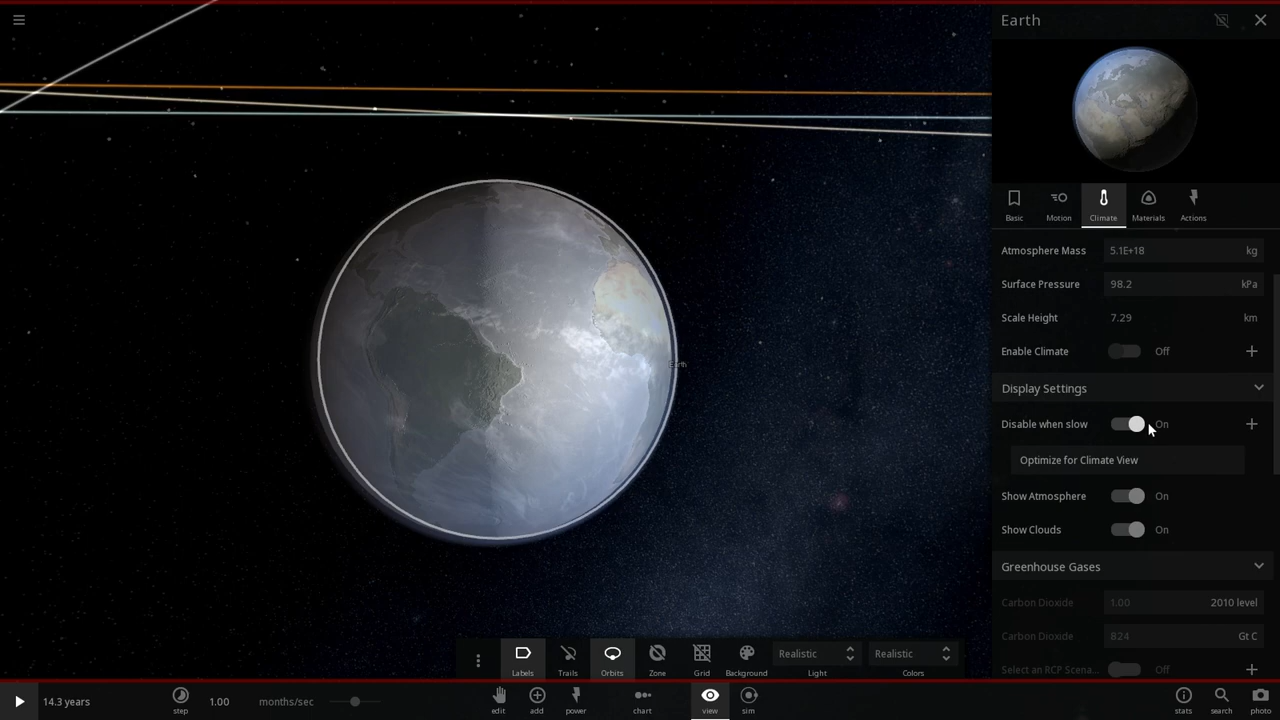 Earth
Basic
Motion
Climate
Materials
Actions
Atmosphere Mass 5.1E+18 kg
Surface Pressure 98.2 kPa
Scale Height 7.29 km
Enable Climate Off +
Display Settings
Disable when slow On +
Optimize for Climate View
Show Atmosphere On
Show Clouds On
Greenhouse Gases
Carbon Dioxide 1.00 2010 level
Carbon Dioxide 824 Gt C
Select an RCP Scena... Off +
Earth
Labels
Trails
Orbits
Zone
Grid
Background
Realistic
Light
Realistic
Colors
14.3 years
step
1.00 months/sec
edit
add
power
chart
view
sim
stats
search
photo